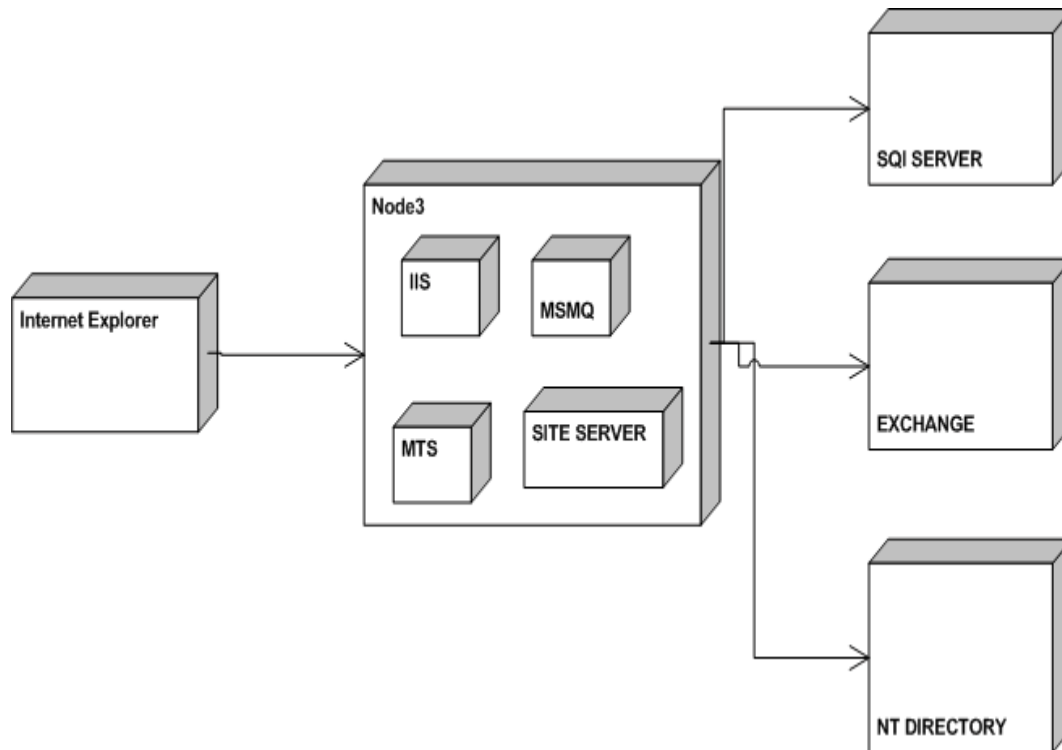 Internet Explorer
Node3
IIS
MSMQ
MTS
SITE SERVER
SQI SERVER
EXCHANGE
NT DIRECTORY